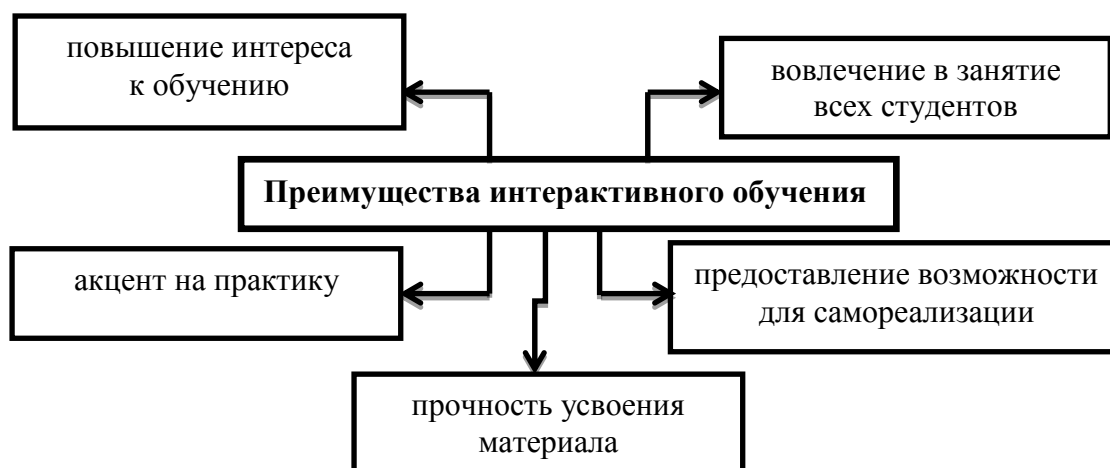 повышение интереса
к обучению
вовлечение в занятие
всех студентов
Преимущества интерактивного обучения
акцент на практику
предоставление возможности
для самореализации
прочность усвоения
материала